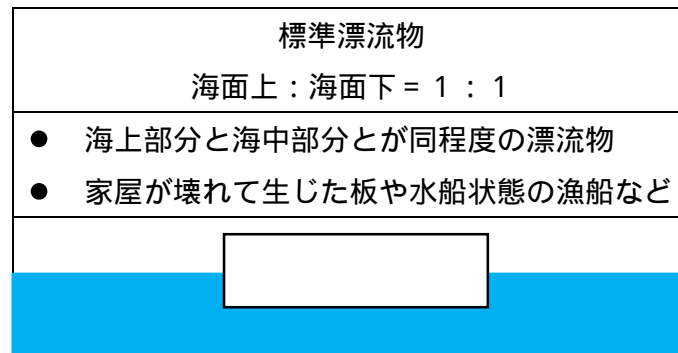 標準漂流物
海面上：海面下＝ 1 ： 1
● 海上部分と海中部分とが同程度の漂流物
● 家屋が壊れて生じた板や水船状態の漁船など